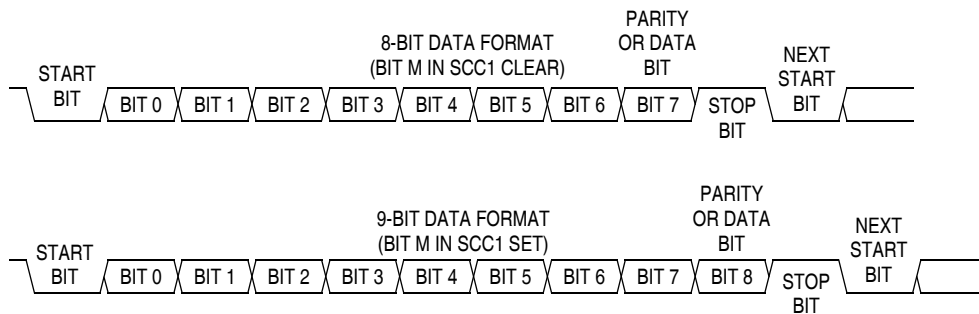 8-BIT DATA FORMAT
(BIT M IN SCC1 CLEAR)
PARITY
OR DATA
BIT
START
BIT
BIT 0 BIT 1 BIT 2 BIT 3 BIT 4 BIT 5 BIT 6 BIT 7
STOP
BIT
NEXT
START
BIT
9-BIT DATA FORMAT
(BIT M IN SCC1 SET)
PARITY
OR DATA
BIT
START
BIT
BIT 0 BIT 1 BIT 2 BIT 3 BIT 4 BIT 5 BIT 6 BIT 7 BIT 8
STOP
BIT
NEXT
START
BIT